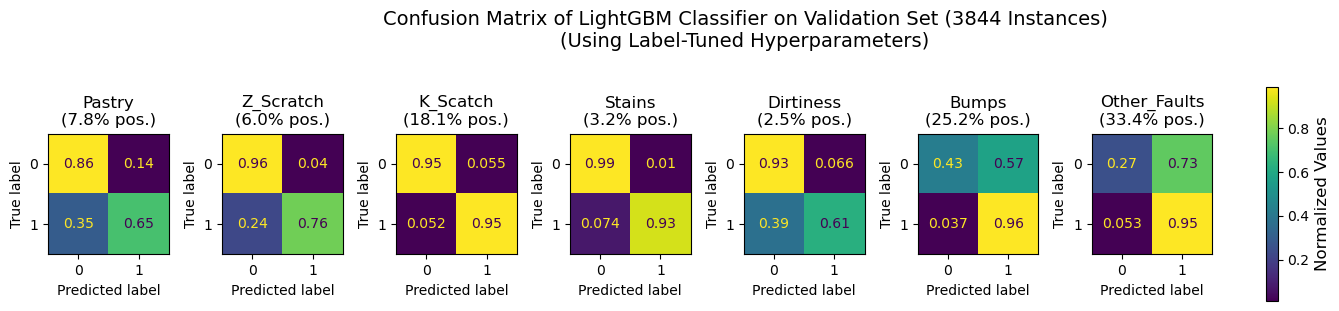 Confusion Matrix of LightGBM Classifier on Validation Set (3844 Instances)
(Using Label-Tuned Hyperparameters)
Pastry
(7.8% pos.)
True label
0
1
0.86
0.14
0.35
0.65
0
1
Predicted label
Z_Scratch
(6.0% pos.)
True label
0
1
0.96
0.04
0.24
0.76
0
1
Predicted label
K_Scatch
(18.1% pos.)
True label
0
1
0.95
0.055
0.052
0.95
0
1
Predicted label
Stains
(3.2% pos.)
True label
0
1
0.99
0.01
0.074
0.93
0
1
Predicted label
Dirtiness
(2.5% pos.)
True label
0
1
0.93
0.066
0.39
0.61
0
1
Predicted label
Bumps
(25.2% pos.)
True label
0
1
0.43
0.57
0.037
0.96
0
1
Predicted label
Other_Faults
(33.4% pos.)
True label
0
1
0.27
0.73
0.053
0.95
0
1
Predicted label
0.8
0.6
0.4
0.2
Normalized Values